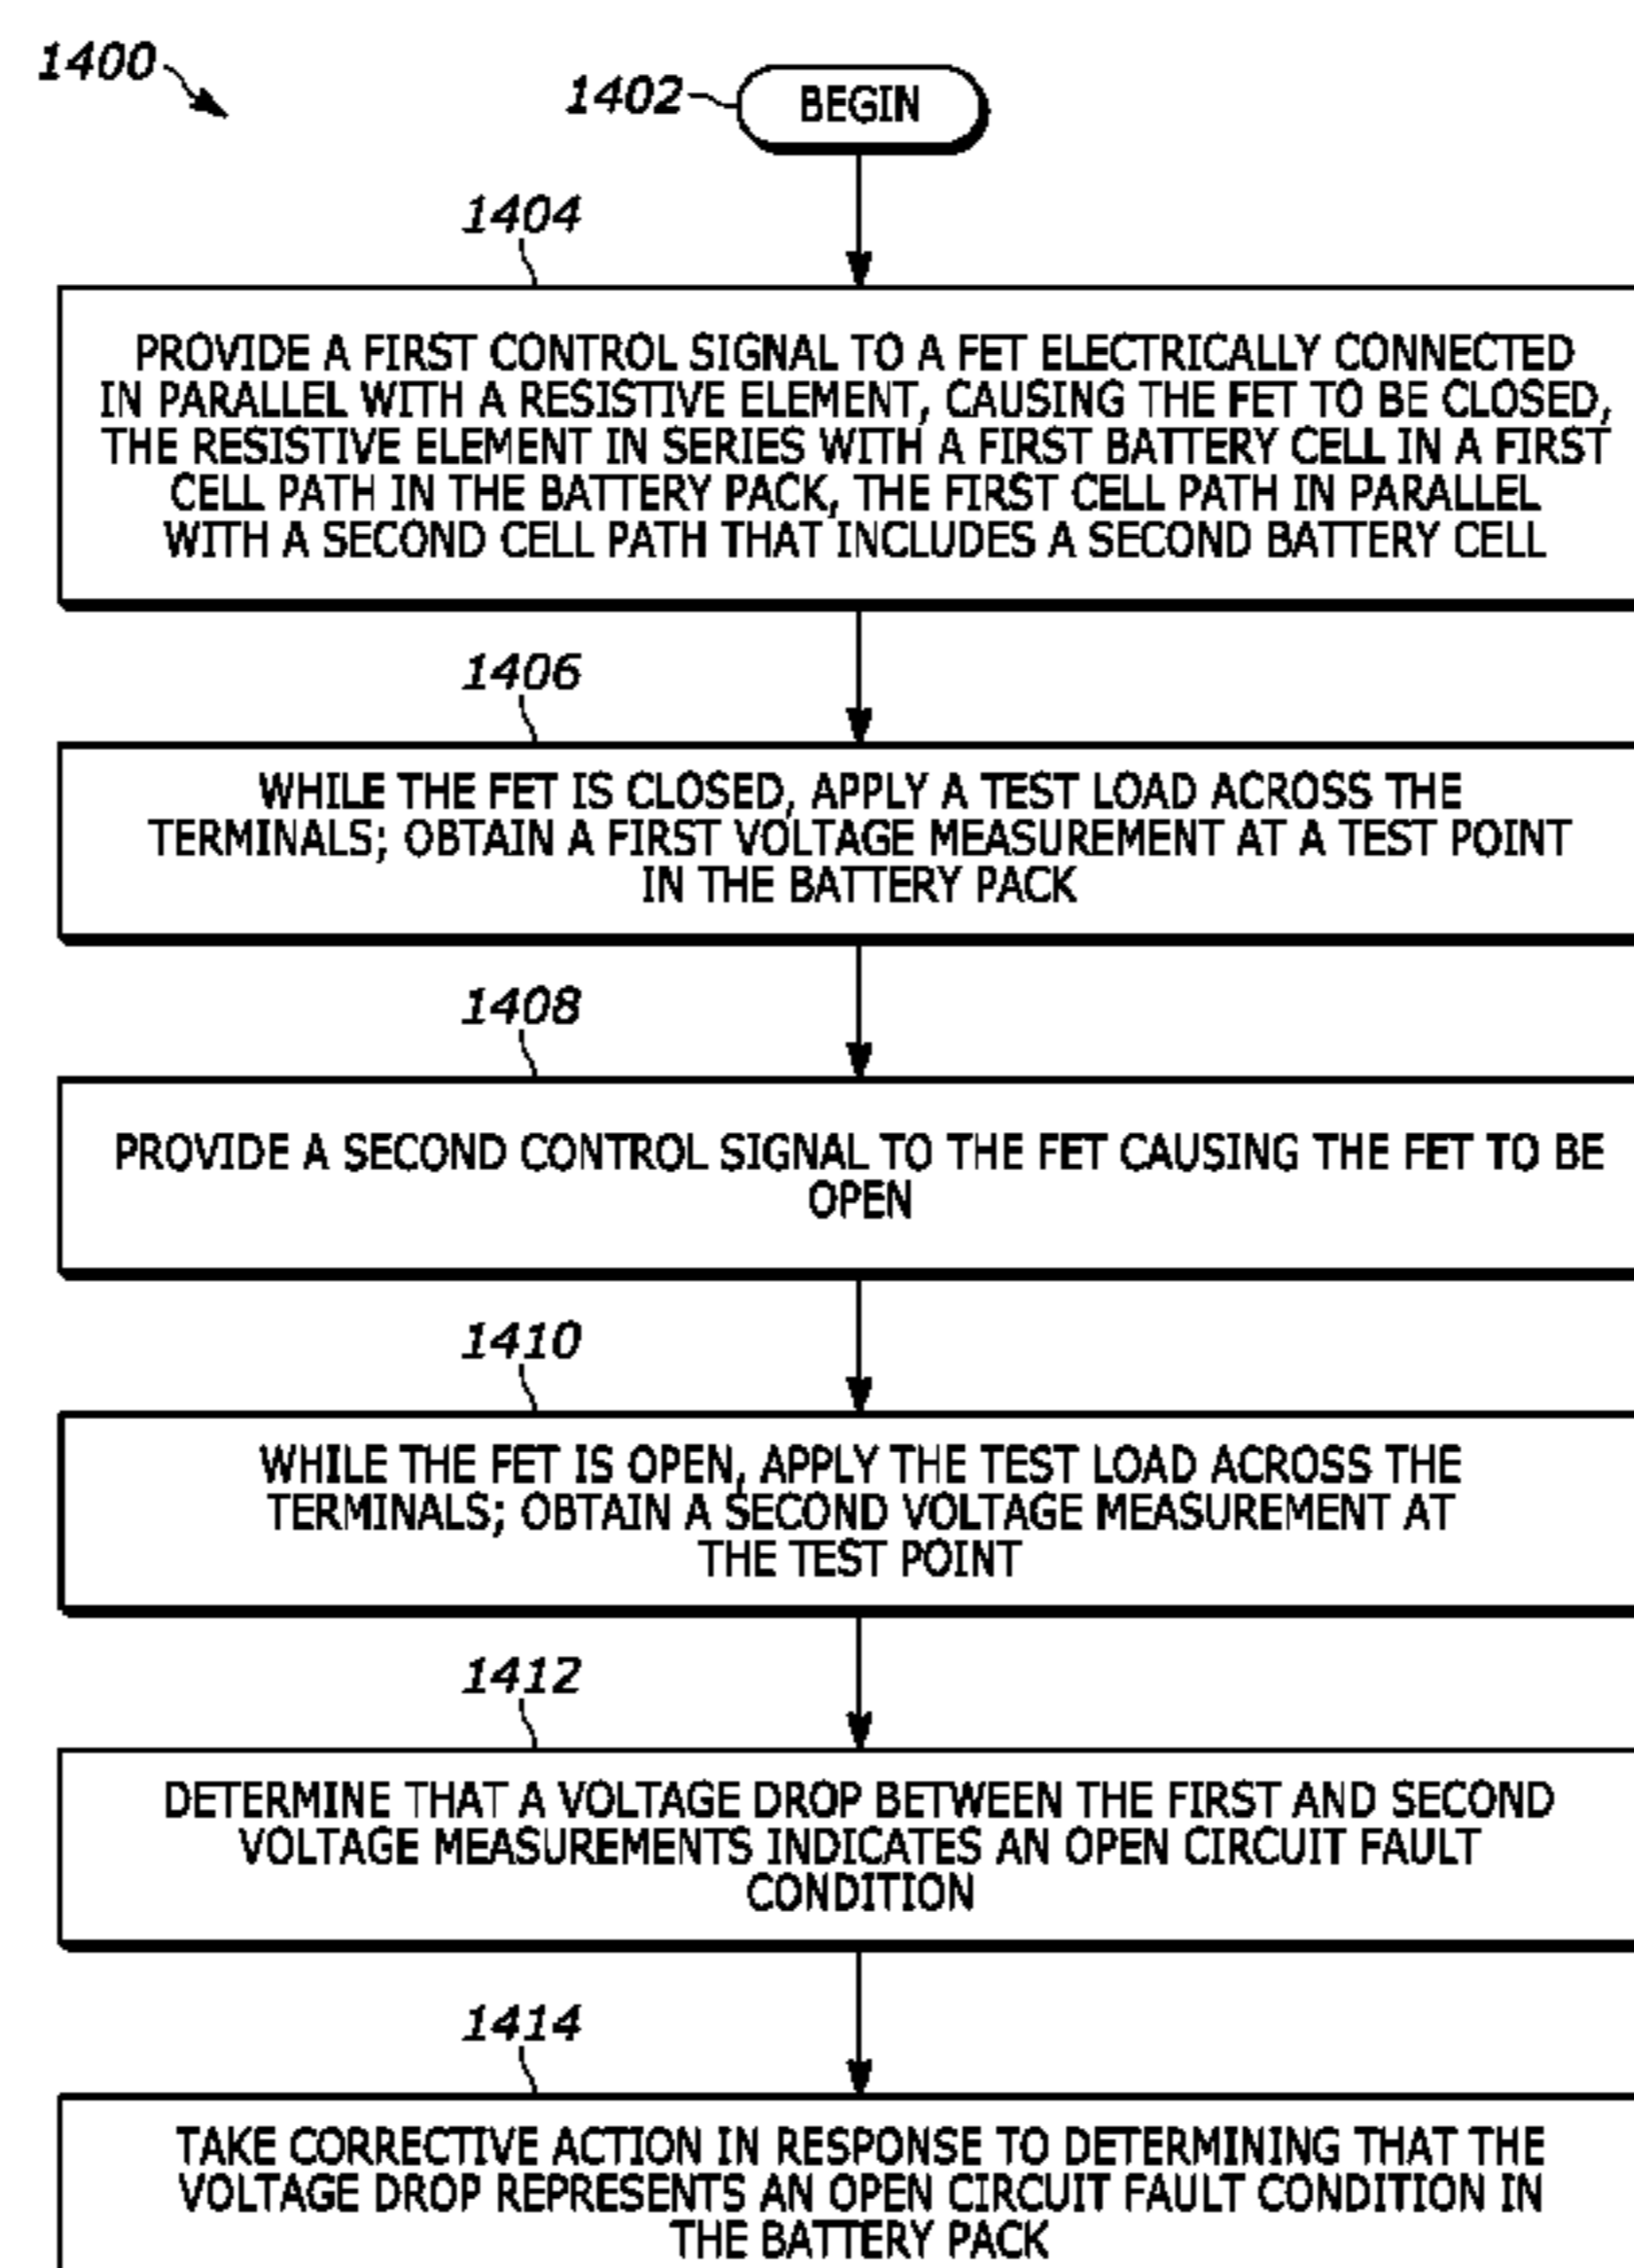 1400
1402
BEGIN
1404
PROVIDE A FIRST CONTROL SIGNAL TO A FET ELECTRICALLY CONNECTED
IN PARALLEL WITH A RESISTIVE ELEMENT, CAUSING THE FET TO BE CLOSED,
THE RESISTIVE ELEMENT IN SERIES WITH A FIRST BATTERY CELL IN A FIRST
CELL PATH IN THE BATTERY PACK, THE FIRST CELL PATH IN PARALLEL
WITH A SECOND CELL PATH THAT INCLUDES A SECOND BATTERY CELL
1406
WHILE THE FET IS CLOSED, APPLY A TEST LOAD ACROSS THE
TERMINALS; OBTAIN A FIRST VOLTAGE MEASUREMENT AT A TEST POINT
IN THE BATTERY PACK
1408
PROVIDE A SECOND CONTROL SIGNAL TO THE FET CAUSING THE FET TO BE
OPEN
1410
WHILE THE FET IS OPEN, APPLY THE TEST LOAD ACROSS THE
TERMINALS; OBTAIN A SECOND VOLTAGE MEASUREMENT AT
THE TEST POINT
1412
DETERMINE THAT A VOLTAGE DROP BETWEEN THE FIRST AND SECOND
VOLTAGE MEASUREMENTS INDICATES AN OPEN CIRCUIT FAULT
CONDITION
1414
TAKE CORRECTIVE ACTION IN RESPONSE TO DETERMINING THAT THE
VOLTAGE DROP REPRESENTS AN OPEN CIRCUIT FAULT CONDITION IN
THE BATTERY PACK